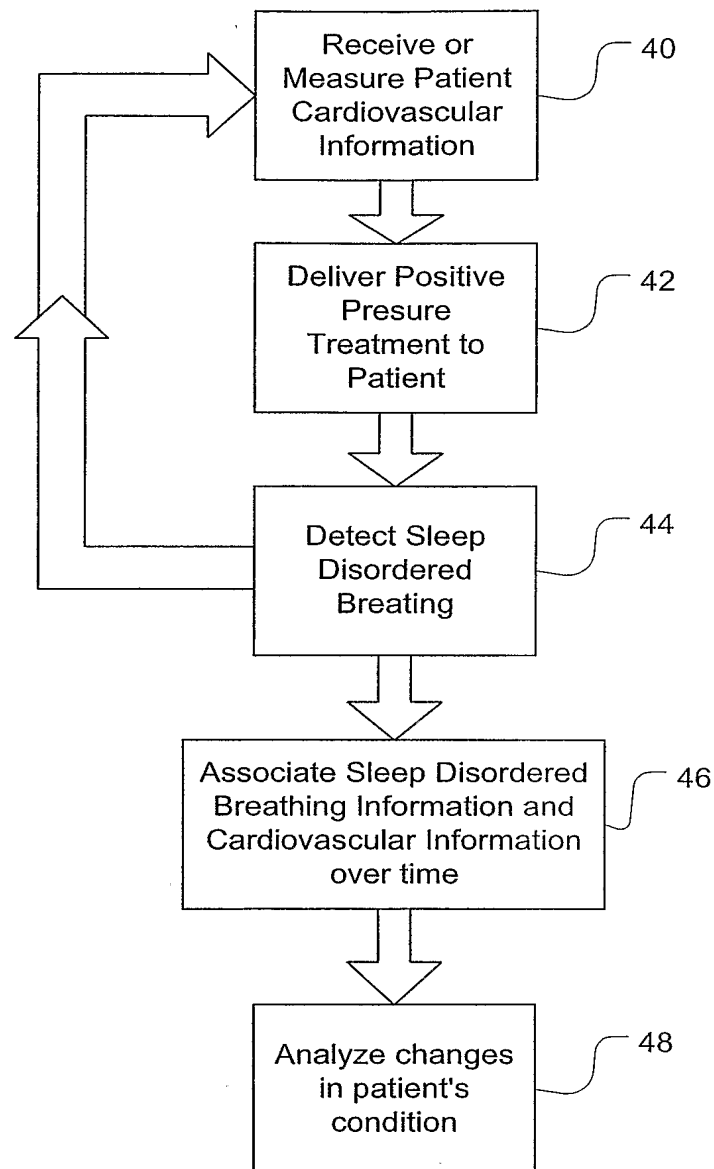 Receive or
Measure Patient
Cardiovascular
Information
40
Deliver Positive
Presure
Treatment to
Patient
42
Detect Sleep
Disordered
Breating
44
Associate Sleep Disordered
Breathing Information and
Cardiovascular Information
over time
46
Analyze changes
in patient's
condition
48